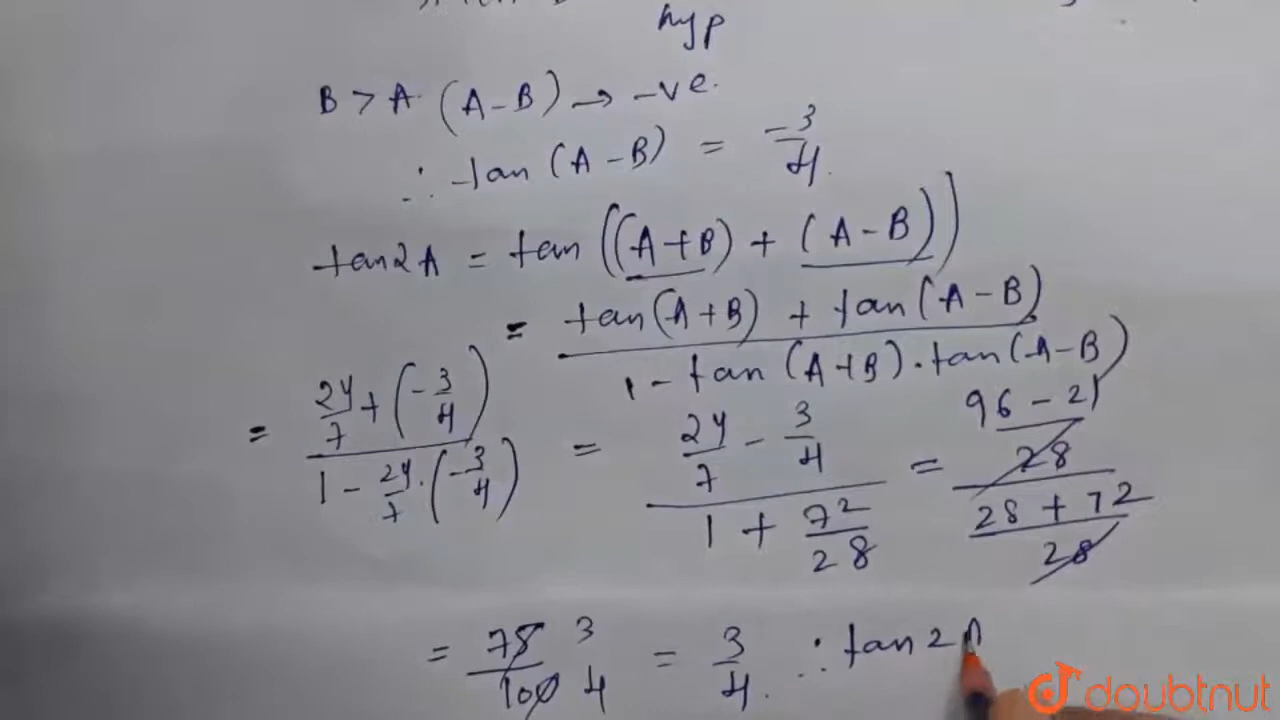 hyp
B > A (A - B) → -ve.
∴ tan (A - B) = -3/4.
tan2A = tan ((A + B) + (A - B))
= tan(A + B) + tan(A - B) / 1 - tan (A + B) . tan(A - B)
= 24/7 + (-3/4) / 1 - 24/7 . (-3/4) = 24/7 - 3/4 / 1 + 72/28 = 96 - 21/28 / 28 + 72/28
= 75/100 3/4 = 3/4. ∴ tan 2A
doubtnut